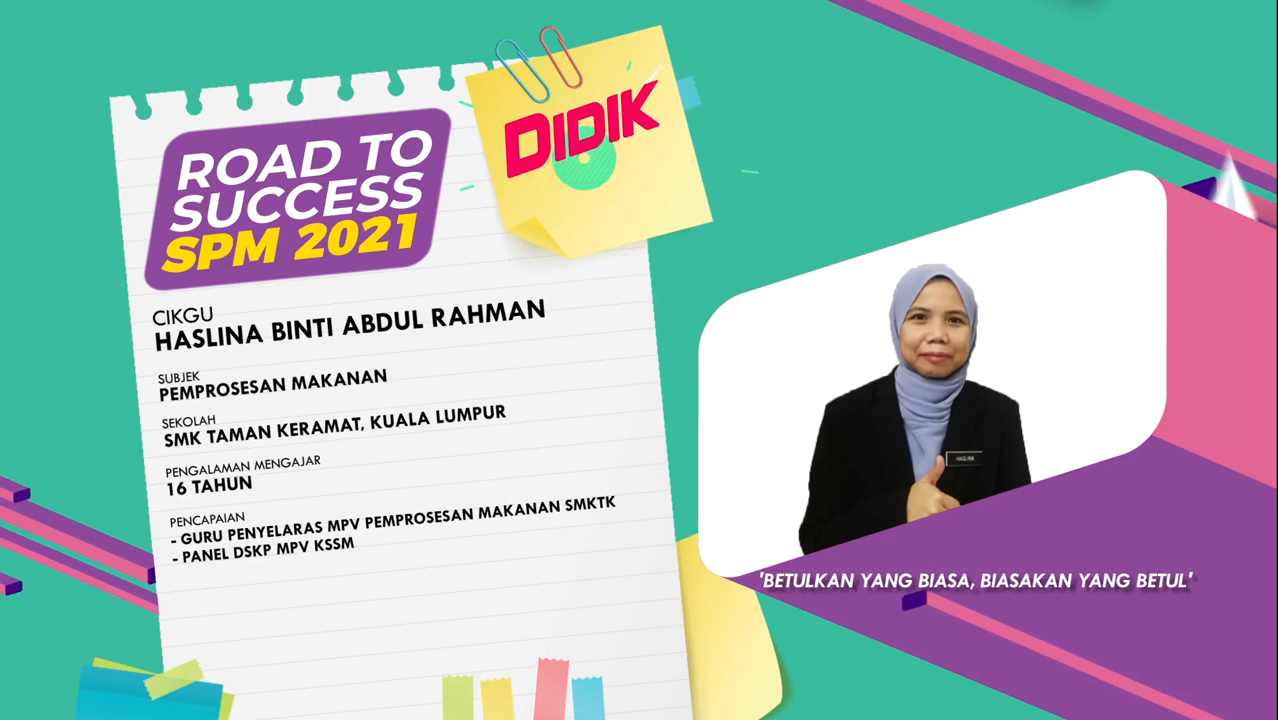 DIDIK
ROAD TO
SUCCESS
SPM 2021
CIKGU
HASLINA BINTI ABDUL RAHMAN
SUBJEK
PEMPROSESAN MAKANAN
SEKOLAH
SMK TAMAN KERAMAT, KUALA LUMPUR
PENGALAMAN MENGAJAR
16 TAHUN
PENCAPAIAN
- GURU PENYELARAS MPV PEMPROSESAN MAKANAN SMKTK
- PANEL DSKP MPV KSSM
HASLINA
'BETULKAN YANG BIASA, BIASAKAN YANG BETUL'